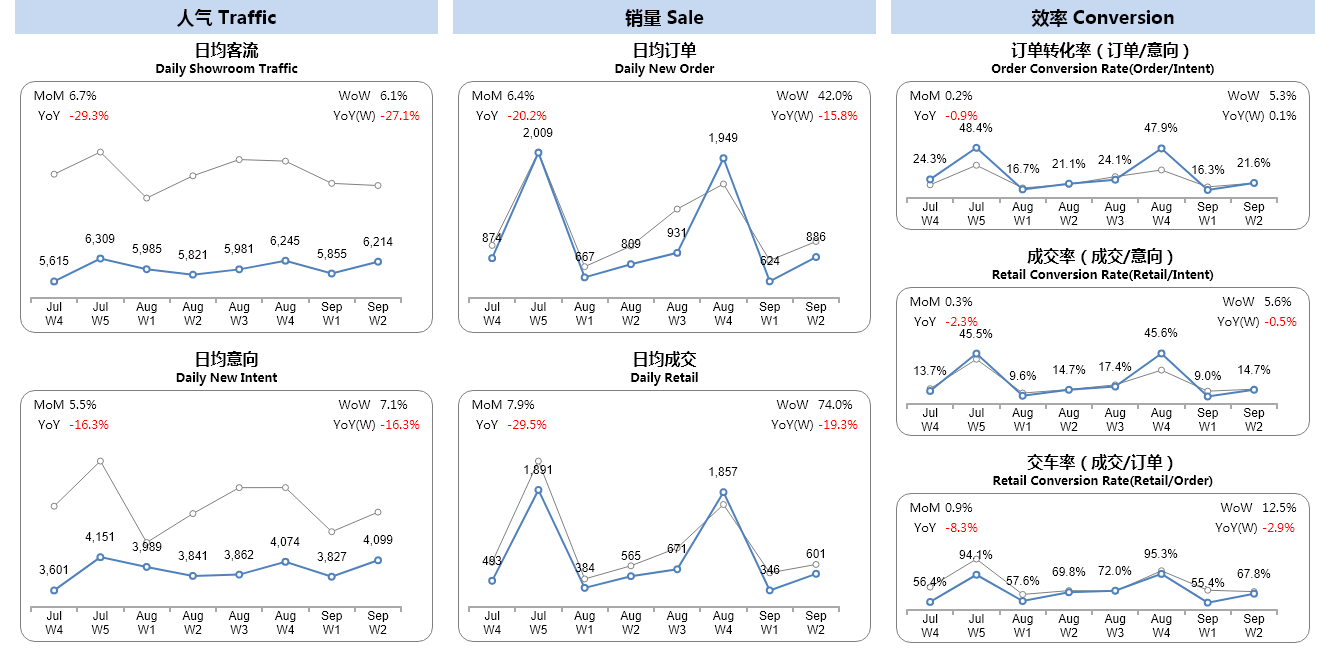 人气 Traffic
日均客流
Daily Showroom Traffic
MoM 6.7% WoW 6.1%
YoY -29.3% YoY(W) -27.1%
5,615 6,309 5,985 5,821 5,981 6,245 5,855 6,214
Jul Jul Aug Aug Aug Aug Sep Sep
W4 W5 W1 W2 W3 W4 W1 W2
日均意向
Daily New Intent
MoM 5.5% WoW 7.1%
YoY -16.3% YoY(W) -16.3%
3,601 4,151 3,989 3,841 3,862 4,074 3,827 4,099
Jul Jul Aug Aug Aug Aug Sep Sep
W4 W5 W1 W2 W3 W4 W1 W2
销量 Sale
日均订单
Daily New Order
MoM 6.4% WoW 42.0%
YoY -20.2% YoY(W) -15.8%
874 2,009 667 809 931 1,949 624 886
Jul Jul Aug Aug Aug Aug Sep Sep
W4 W5 W1 W2 W3 W4 W1 W2
日均成交
Daily Retail
MoM 7.9% WoW 74.0%
YoY -29.5% YoY(W) -19.3%
493 1,891 384 565 671 1,857 346 601
Jul Jul Aug Aug Aug Aug Sep Sep
W4 W5 W1 W2 W3 W4 W1 W2
效率 Conversion
订单转化率（订单/意向）
Order Conversion Rate(Order/Intent)
MoM 0.2% WoW 5.3%
YoY -0.9% YoY(W) 0.1%
24.3% 48.4% 16.7% 21.1% 24.1% 47.9% 16.3% 21.6%
Jul Jul Aug Aug Aug Aug Sep Sep
W4 W5 W1 W2 W3 W4 W1 W2
成交率（成交/意向）
Retail Conversion Rate(Retail/Intent)
MoM 0.3% WoW 5.6%
YoY -2.3% YoY(W) -0.5%
13.7% 45.5% 9.6% 14.7% 17.4% 45.6% 9.0% 14.7%
Jul Jul Aug Aug Aug Aug Sep Sep
W4 W5 W1 W2 W3 W4 W1 W2
交车率（成交/订单）
Retail Conversion Rate(Retail/Order)
MoM 0.9% WoW 12.5%
YoY -8.3% YoY(W) -2.9%
56.4% 94.1% 57.6% 69.8% 72.0% 95.3% 55.4% 67.8%
Jul Jul Aug Aug Aug Aug Sep Sep
W4 W5 W1 W2 W3 W4 W1 W2